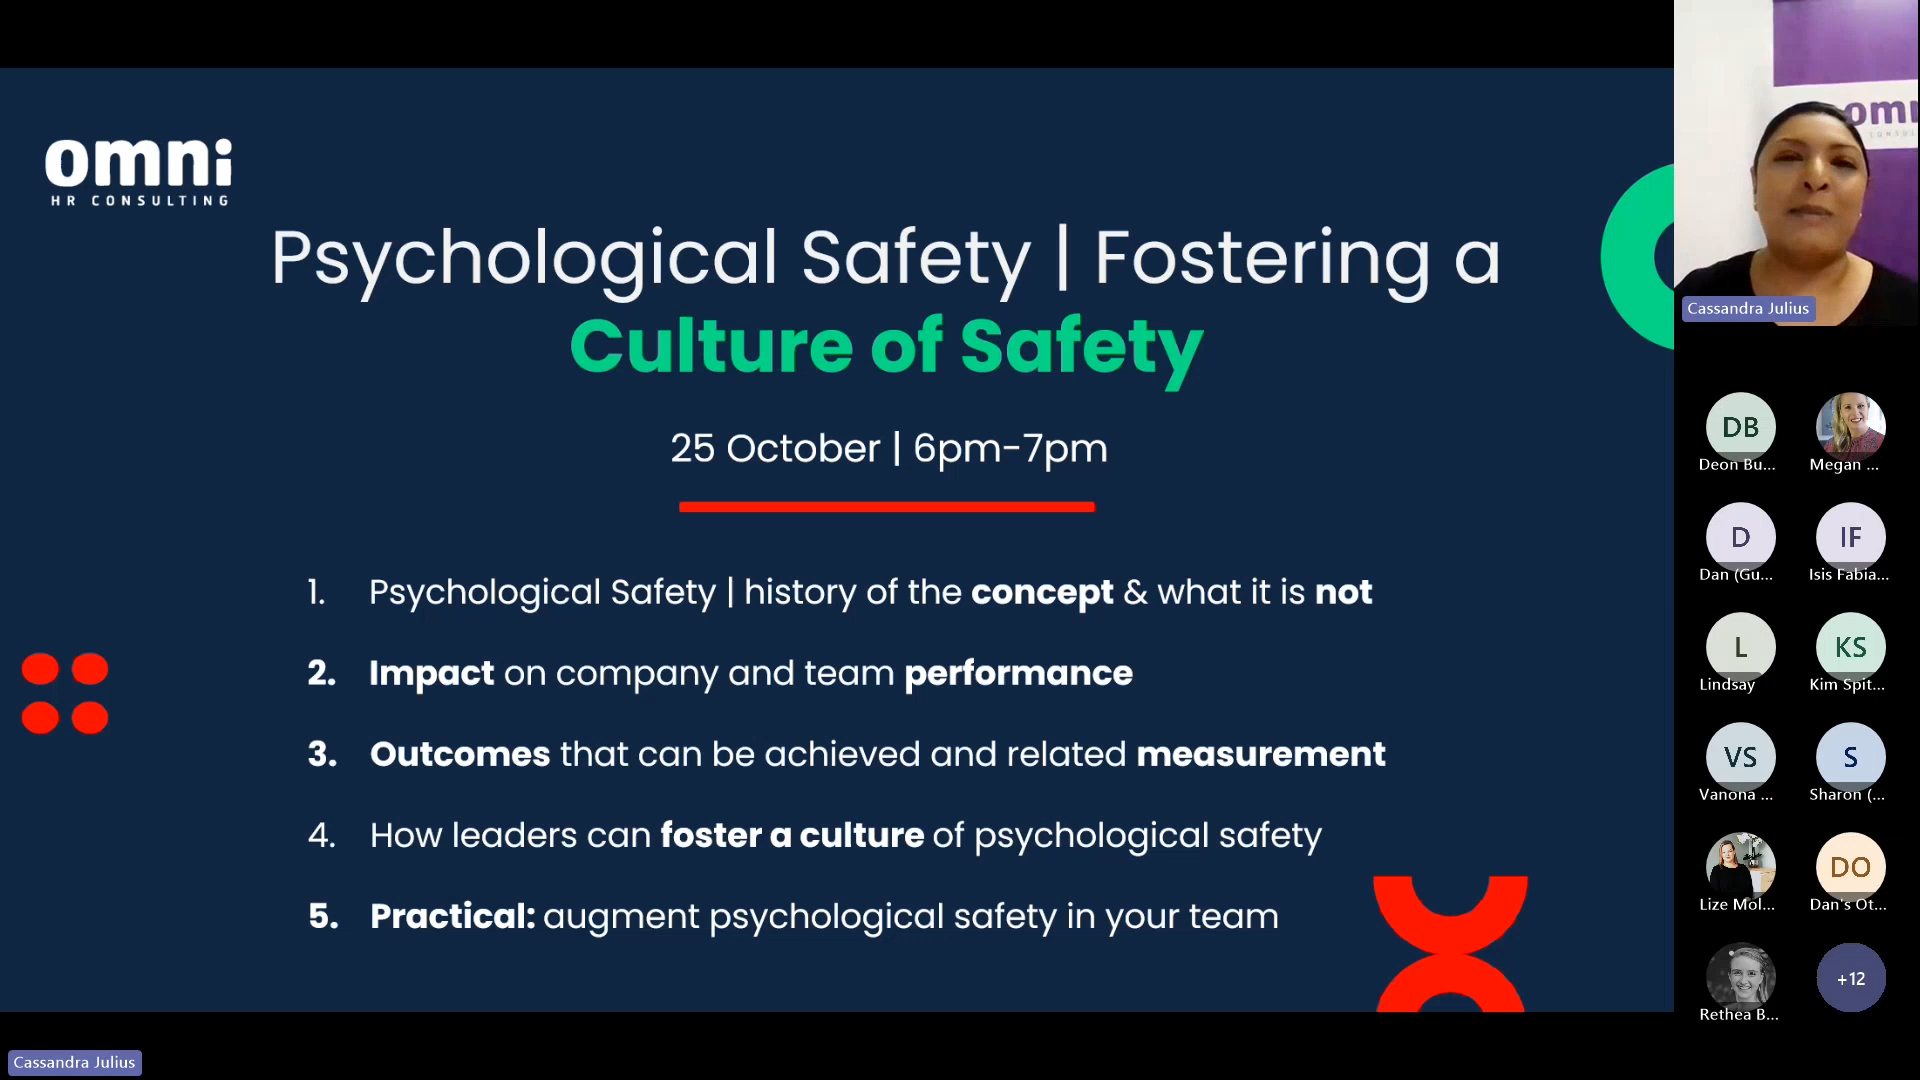 omni
HR CONSULTING
Psychological Safety | Fostering a
Culture of Safety
25 October | 6pm-7pm
1. Psychological Safety | history of the concept & what it is not
2. Impact on company and team performance
3. Outcomes that can be achieved and related measurement
4. How leaders can foster a culture of psychological safety
5. Practical: augment psychological safety in your team
Cassandra Julius
omn
Cassandra Julius
DB
Deon Bu...
Megan ...
D
Dan (Gu...
IF
Isis Fabia...
L
Lindsay
KS
Kim Spit...
VS
Vanona ...
S
Sharon (...
Lize Mol...
DO
Dan's Ot...
Rethea B...
+12